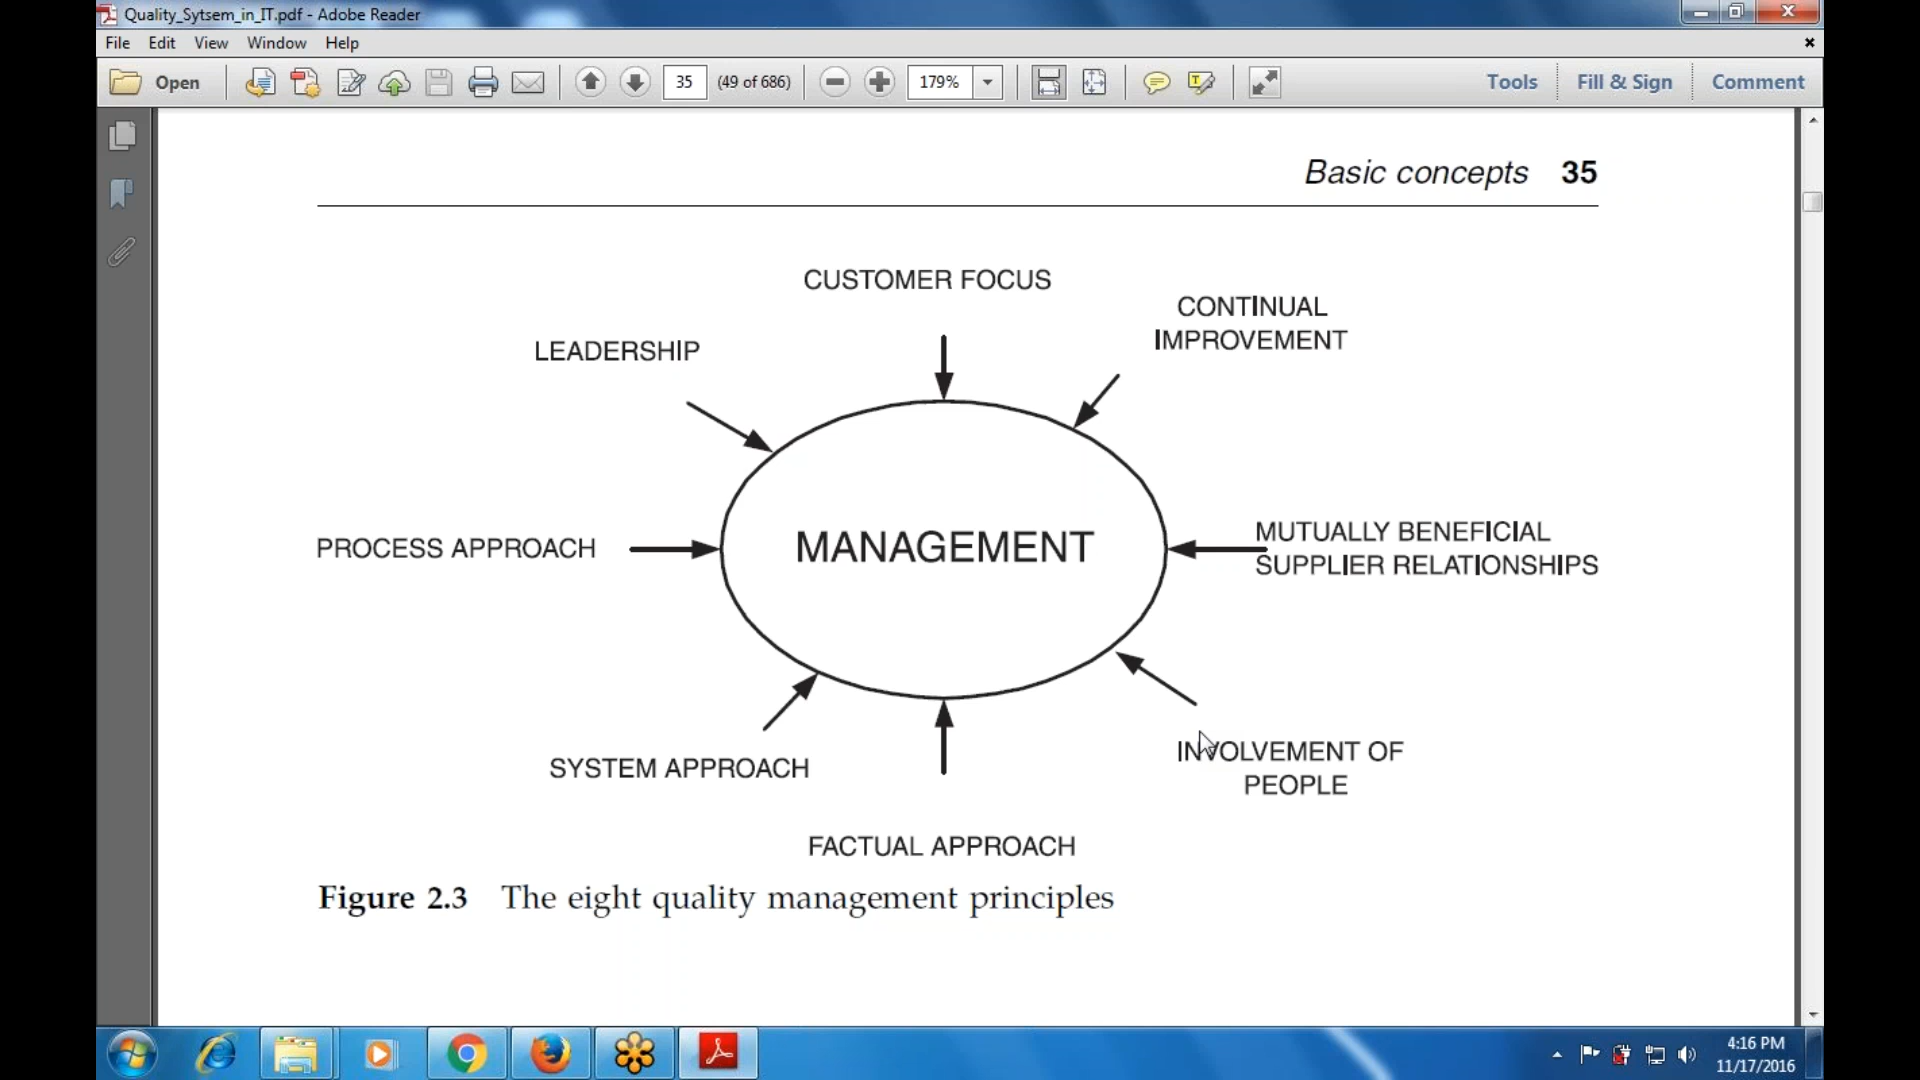 Quality_Sytsem_in_IT.pdf - Adobe Reader
File Edit View Window Help
Open 35 (49 of 686) 179% Tools Fill & Sign Comment
Basic concepts 35
CUSTOMER FOCUS
CONTINUAL
IMPROVEMENT
LEADERSHIP
MUTUALLY BENEFICIAL
SUPPLIER RELATIONSHIPS
PROCESS APPROACH
MANAGEMENT
INVOLVEMENT OF
PEOPLE
SYSTEM APPROACH
FACTUAL APPROACH
Figure 2.3 The eight quality management principles
4:16 PM
11/17/2016